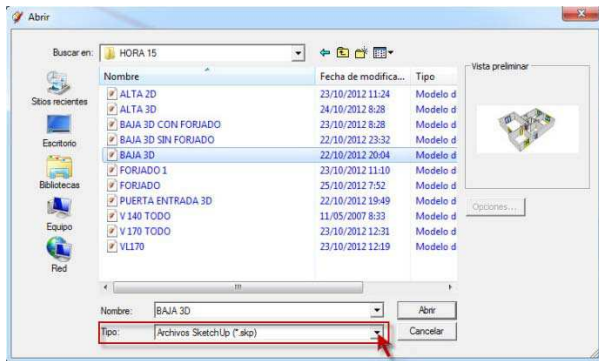 Abrir
Buscar en: HORA 15
Vista preliminar
Nombre Fecha de modifica... Tipo
ALTA 2D 23/10/2012 11:24 Modelo d
ALTA 3D 24/10/2012 8:28 Modelo d
BAJA 3D CON FORJADO 23/10/2012 8:28 Modelo d
BAJA 3D SIN FORJADO 22/10/2012 23:32 Modelo d
BAJA 3D 22/10/2012 20:04 Modelo d
FORJADO 1 23/10/2012 11:10 Modelo d
FORJADO 25/10/2012 7:52 Modelo d
PUERTA ENTRADA 3D 22/10/2012 19:49 Modelo d
V 140 TODO 11/05/2007 8:33 Modelo d
V 170 TODO 23/10/2012 12:31 Modelo d
VL170 23/10/2012 12:19 Modelo d
Sitios recientes
Escritorio
Bibliotecas
Equipo
Red
Opciones...
Nombre: BAJA 3D Abrir
Tipo: Archivos SketchUp (*.skp) Cancelar